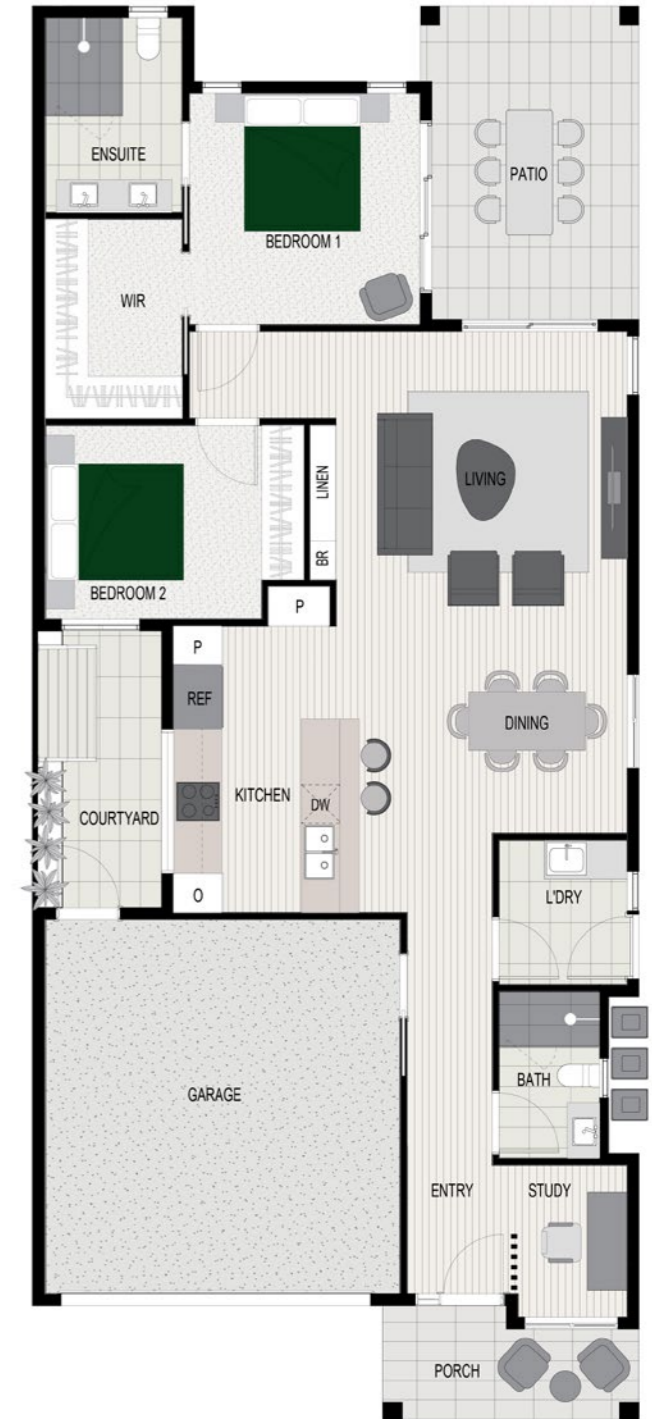 ENSUITE
PATIO
BEDROOM 1
WIR
LINEN
LIVING
BR
BEDROOM 2
P
P
REF
DINING
KITCHEN
DW
COURTYARD
O
L'DRY
BATH
GARAGE
ENTRY
STUDY
PORCH